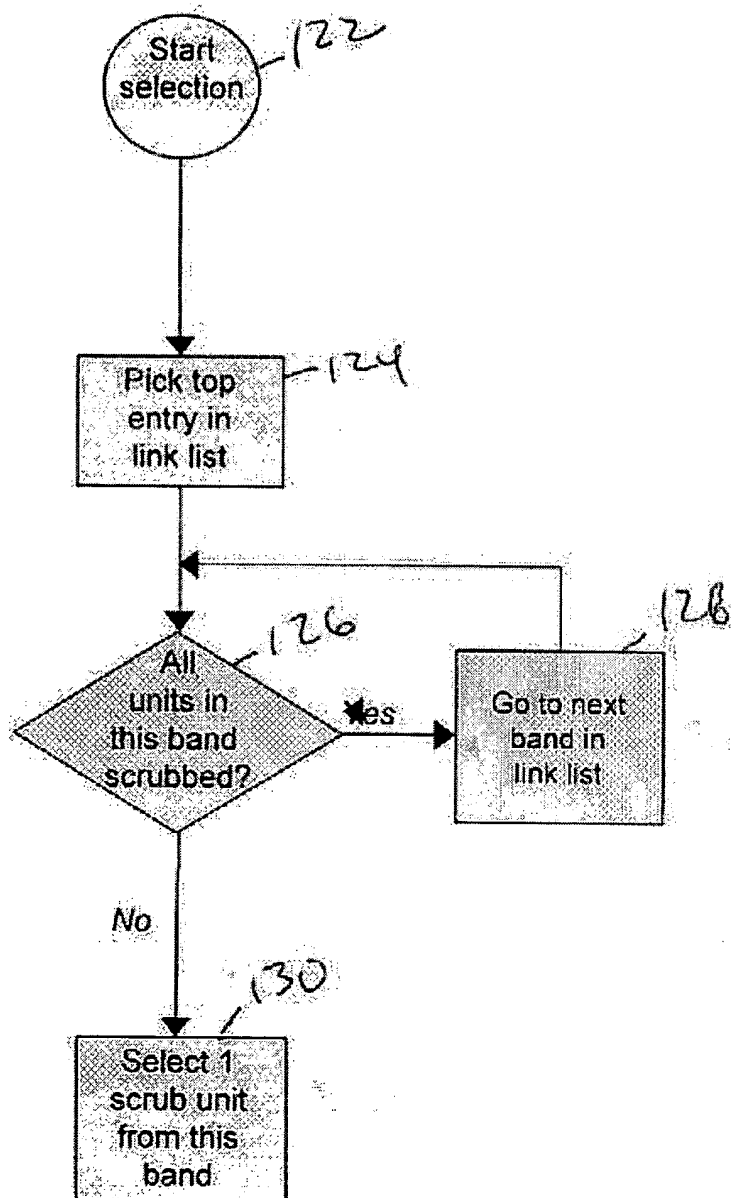 Start
selection
122
Pick top
entry in
link list
124
All
units in
this band
scrubbed?
126
Yes
Go to next
band in
link list
128
No
Select 1
scrub unit
from this
band
130